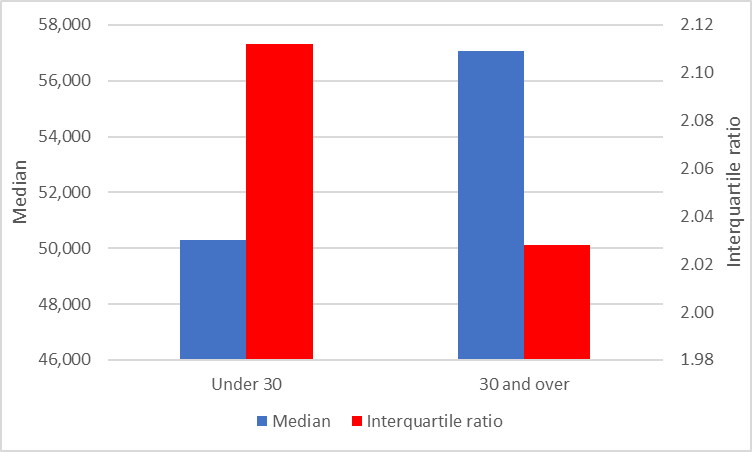 58,000
56,000
54,000
52,000
50,000
48,000
46,000
Median
2.12
2.10
2.08
2.06
2.04
2.02
2.00
1.98
Interquartile ratio
Under 30
30 and over
Median
Interquartile ratio